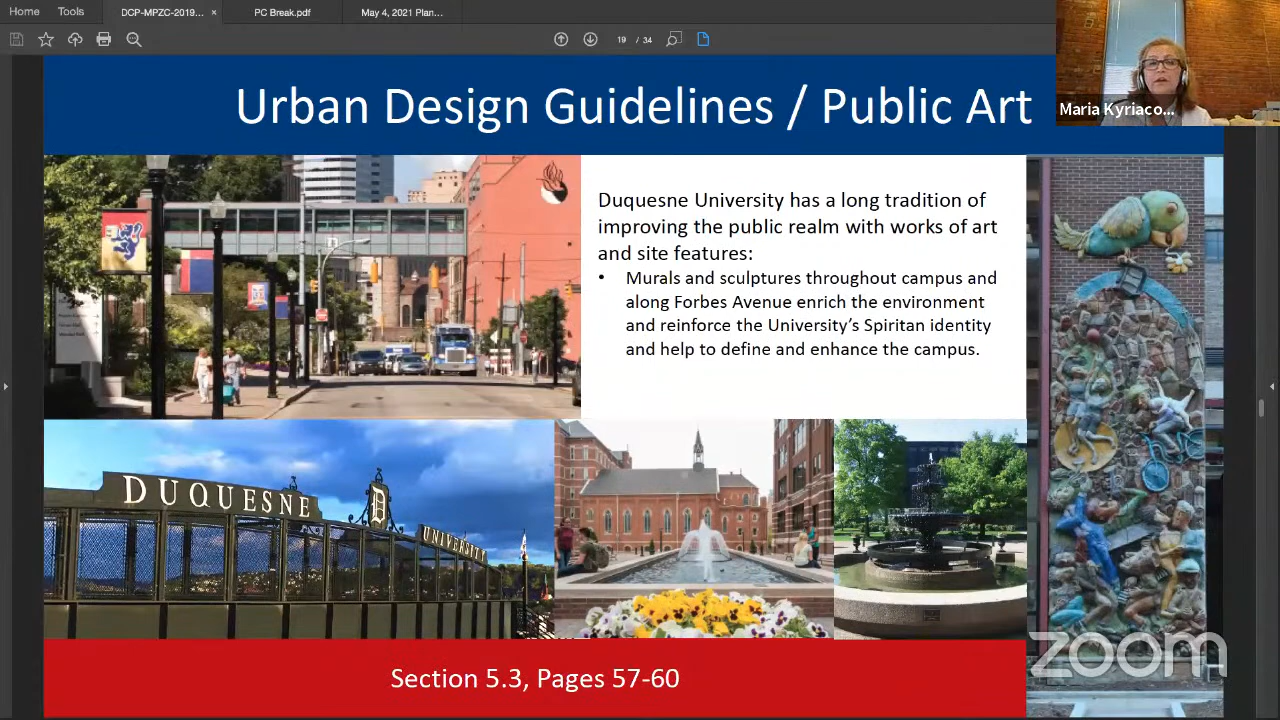 Home
Tools
DCP-MPZC-2019... ×
PC Break.pdf
May 4, 2021 Plan...
19 / 34
Urban Design Guidelines / Public Art
Maria Kyriaco...
Duquesne University has a long tradition of
improving the public realm with works of art
and site features:
• Murals and sculptures throughout campus and
along Forbes Avenue enrich the environment
and reinforce the University’s Spiritan identity
and help to define and enhance the campus.
DUQUESNE
D
UNIVERSITY
Section 5.3, Pages 57-60
zoom